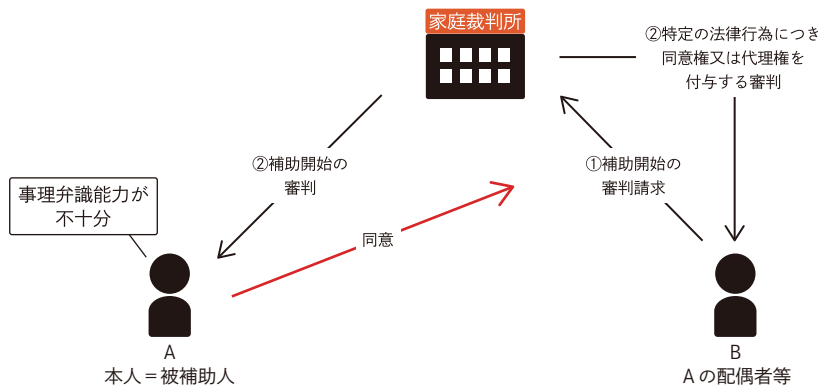 家庭裁判所
②特定の法律行為につき
同意権又は代理権を
付与する審判
②補助開始の
審判
①補助開始の
審判請求
事理弁識能力が
不十分
同意
A
本人＝被補助人
B
Aの配偶者等